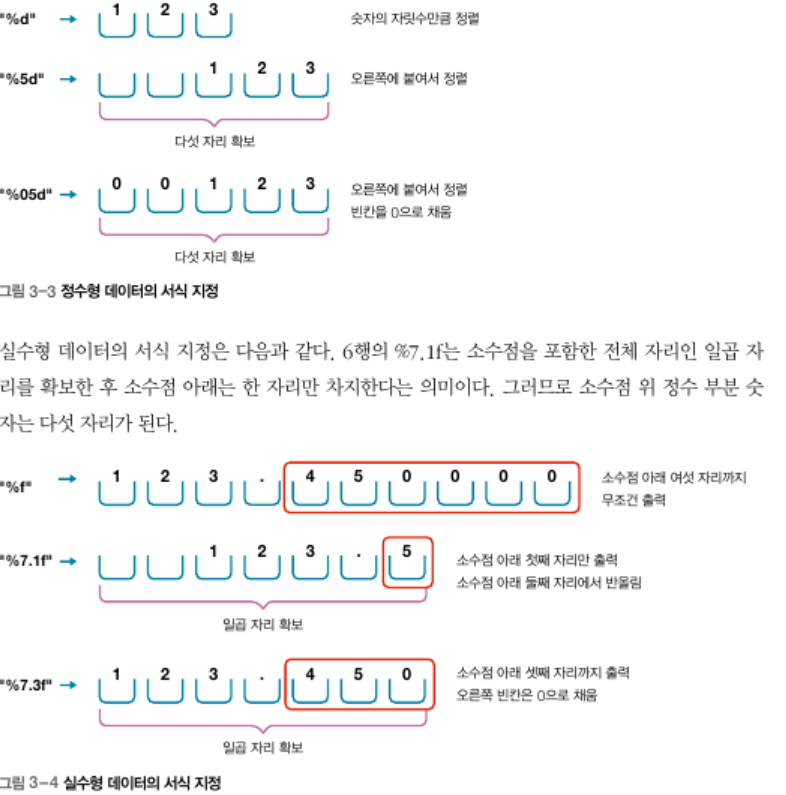 "%d" → 1 2 3 숫자의 자릿수만큼 정렬
"%5d" → 1 2 3 오른쪽에 붙여서 정렬
다섯 자리 확보
"%05d" → 0 0 1 2 3 오른쪽에 붙여서 정렬
빈칸을 0으로 채움
다섯 자리 확보
그림 3-3 정수형 데이터의 서식 지정
실수형 데이터의 서식 지정은 다음과 같다. 6행의 %7.1f는 소수점을 포함한 전체 자리인 일곱 자
리를 확보한 후 소수점 아래는 한 자리만 차지한다는 의미이다. 그러므로 소수점 위 정수 부분 숫
자는 다섯 자리가 된다.
"%f" → 1 2 3 . 4 5 0 0 0 0 소수점 아래 여섯 자리까지
무조건 출력
"%7.1f" → 1 2 3 . 5 소수점 아래 첫째 자리만 출력
소수점 아래 둘째 자리에서 반올림
일곱 자리 확보
"%7.3f" → 1 2 3 . 4 5 0 소수점 아래 셋째 자리까지 출력
오른쪽 빈칸은 0으로 채움
일곱 자리 확보
그림 3-4 실수형 데이터의 서식 지정